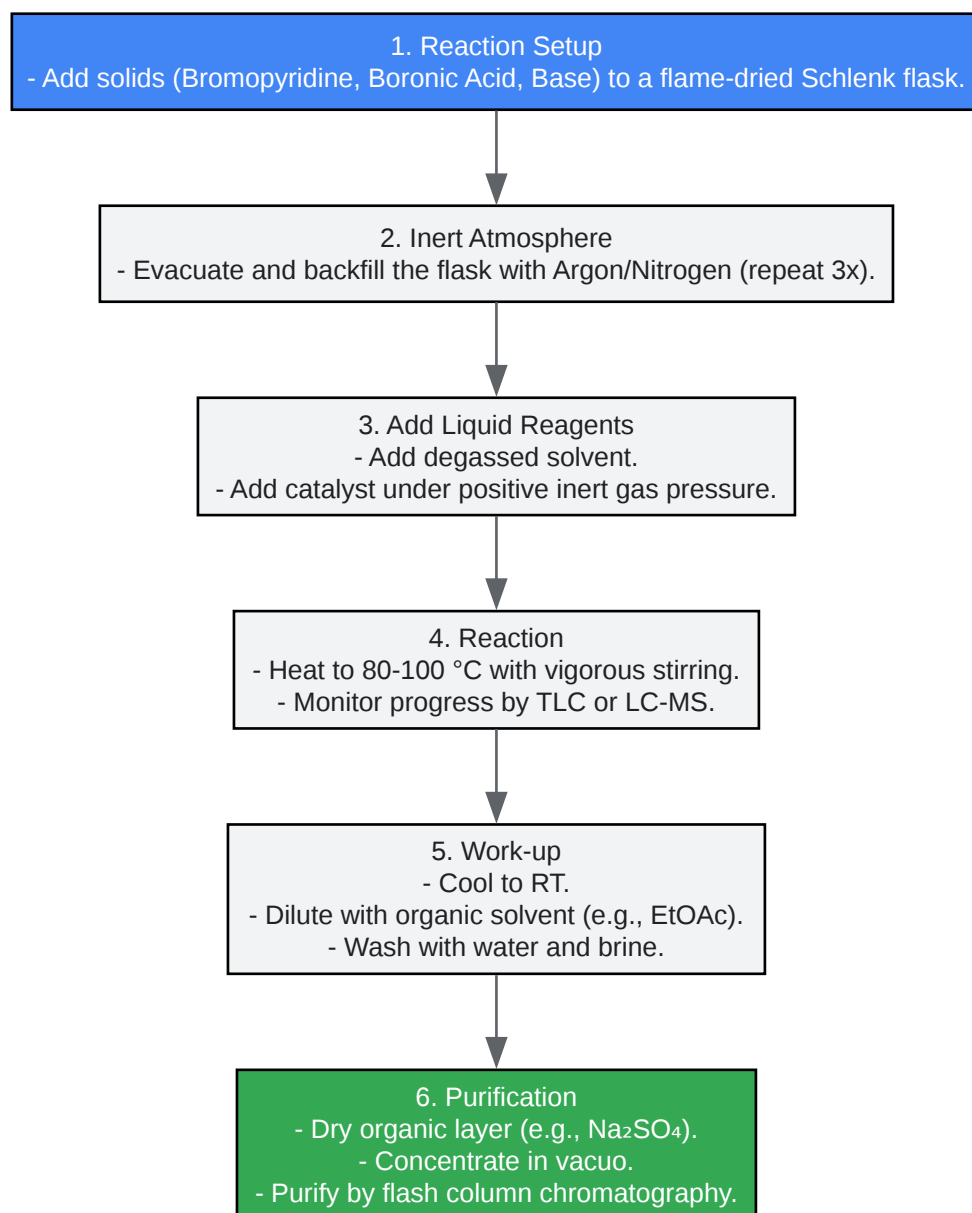 1. Reaction Setup
- Add solids (Bromopyridine, Boronic Acid, Base) to a flame-dried Schlenk flask.
2. Inert Atmosphere
- Evacuate and backfill the flask with Argon/Nitrogen (repeat 3x).
3. Add Liquid Reagents
- Add degassed solvent.
- Add catalyst under positive inert gas pressure.
4. Reaction
- Heat to 80-100 °C with vigorous stirring.
- Monitor progress by TLC or LC-MS.
5. Work-up
- Cool to RT.
- Dilute with organic solvent (e.g., EtOAc).
- Wash with water and brine.
6. Purification
- Dry organic layer (e.g., Na₂SO₄).
- Concentrate in vacuo.
- Purify by flash column chromatography.